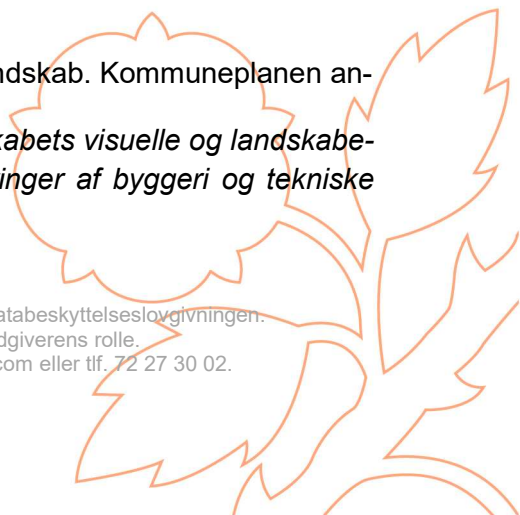 ndskab. Kommuneplanen an-
kabets visuelle og landskabe-
inger af byggeri og tekniske
atabeskyttelseslovgivningen.
dgiverens rolle.
com eller tlf. 72 27 30 02.